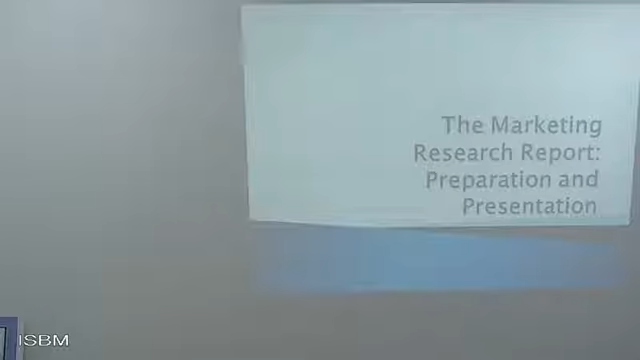 The Marketing
Research Report:
Preparation and
Presentation
ISBM